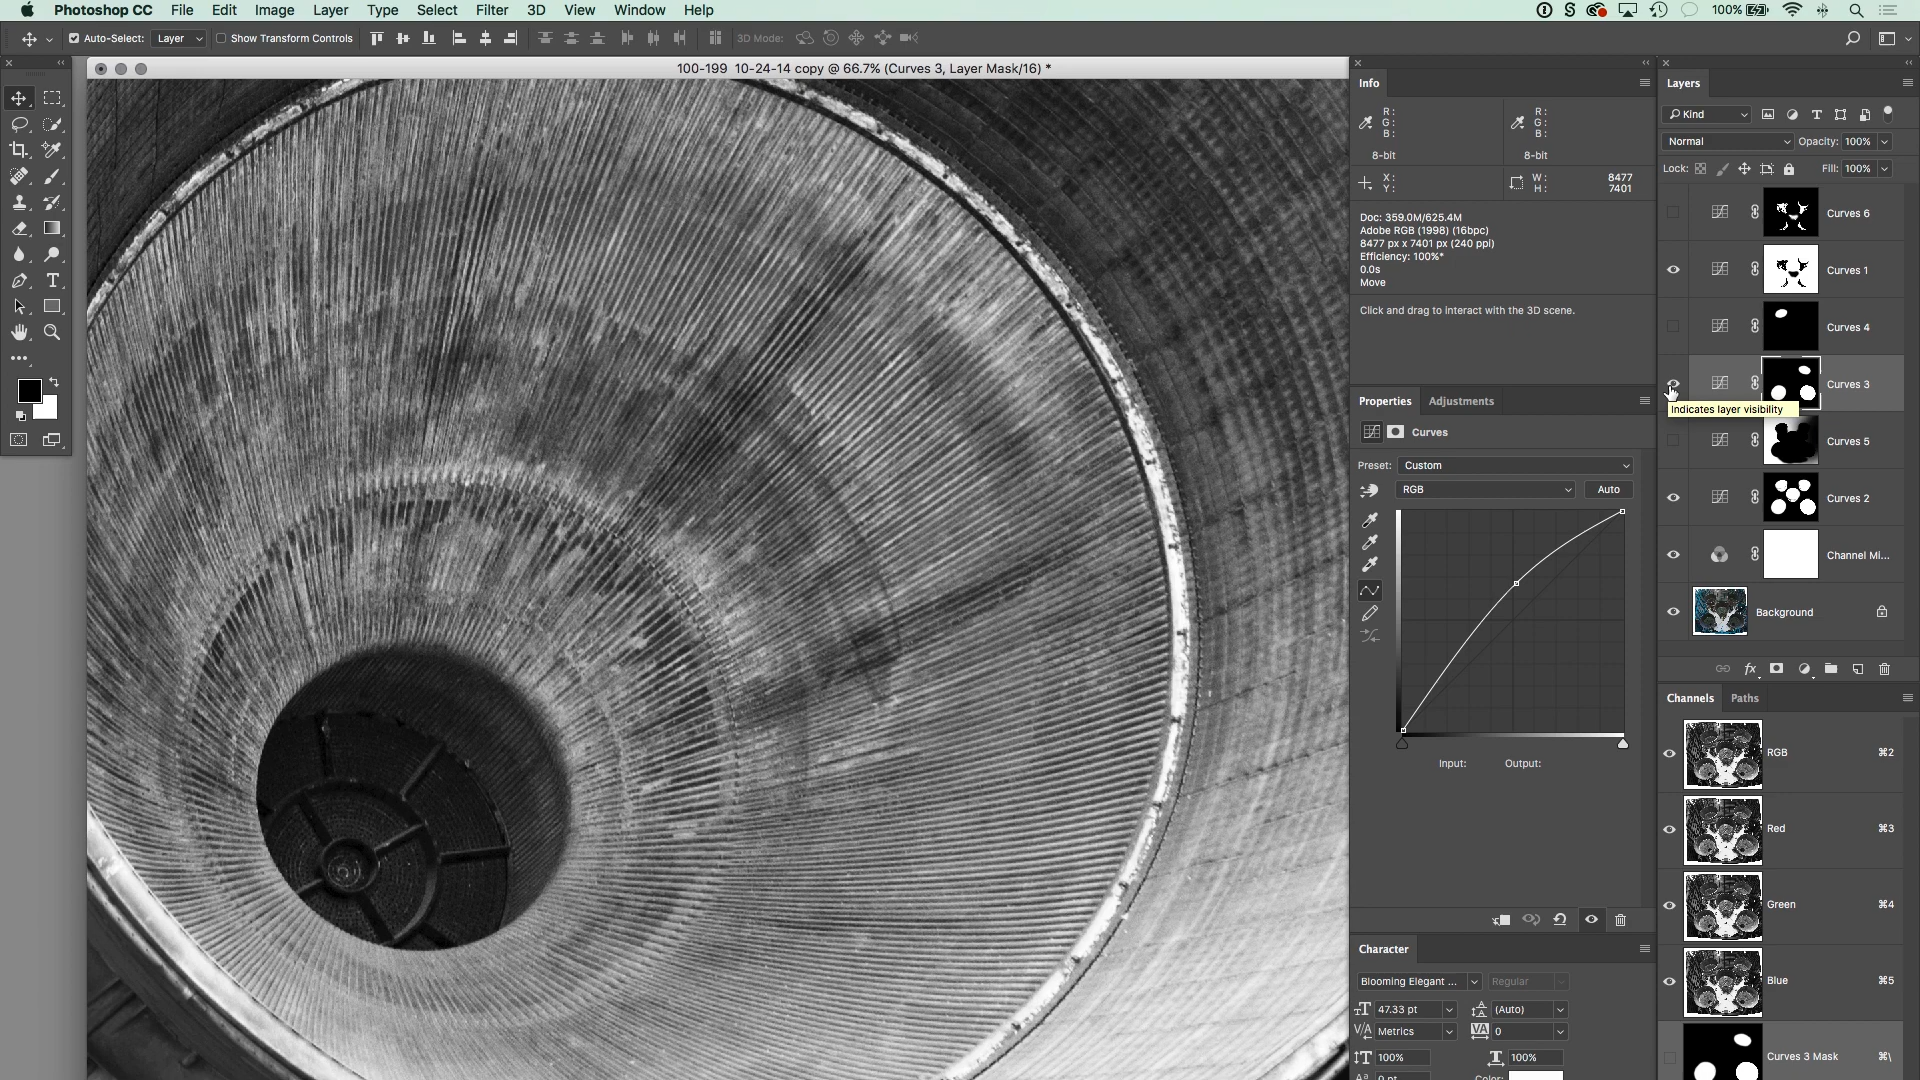 Photoshop CC File Edit Image Layer Type Select Filter 3D View Window Help 100%
Auto-Select: Layer Show Transform Controls 3D Mode:
100-199 10-24-14 copy @ 66.7% (Curves 3, Layer Mask/16) *
Info
R:
G:
B:
8-bit
R:
G:
B:
8-bit
X:
Y:
W: 8477
H: 7401
Doc: 359.0M/625.4M
Adobe RGB (1998) (16bpc)
8477 px x 7401 px (240 ppi)
Efficiency: 100%*
0.0s
Move
Click and drag to interact with the 3D scene.
Properties Adjustments
Curves
Preset: Custom
RGB Auto
Input: Output:
Character
Blooming Elegant ... Regular
47.33 pt (Auto)
Metrics 0
100% 100%
0 pt Color:
Layers
Kind
Normal Opacity: 100%
Lock: Fill: 100%
Curves 6
Curves 1
Curves 4
Curves 3
Indicates layer visibility
Curves 5
Curves 2
Channel Mi...
Background
fx
Channels Paths
RGB ⌘2
Red ⌘3
Green ⌘4
Blue ⌘5
Curves 3 Mask ⌘\